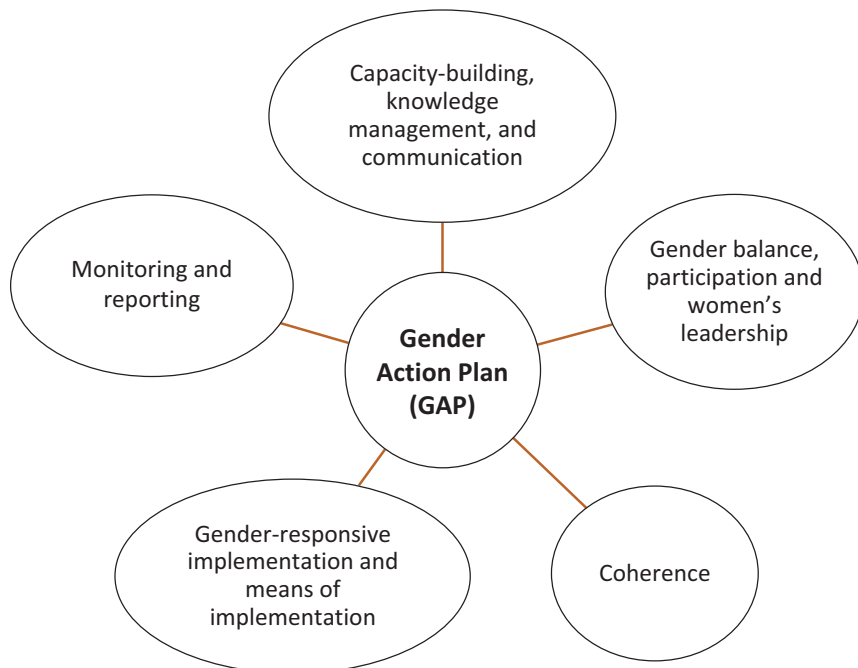 Capacity-building,
knowledge
management, and
communication
Gender balance,
participation and
women’s
leadership
Monitoring and
reporting
Gender
Action Plan
(GAP)
Gender-responsive
implementation and
means of
implementation
Coherence